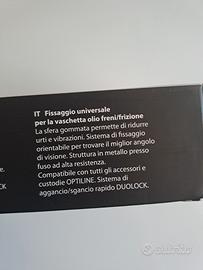 IT Fissaggio universale
per la vaschetta olio freni/frizione
La sfera gommata permette di ridurre
urti e vibrazioni. Sistema di fissaggio
orientabile per trovare il miglior angolo
di visione. Struttura in metallo presso
fuso ad alta resistenza.
Compatibile con tutti gli accessori e
custodie OPTILINE. Sistema di
aggancio/sgancio rapido DUOLOCK.
subito